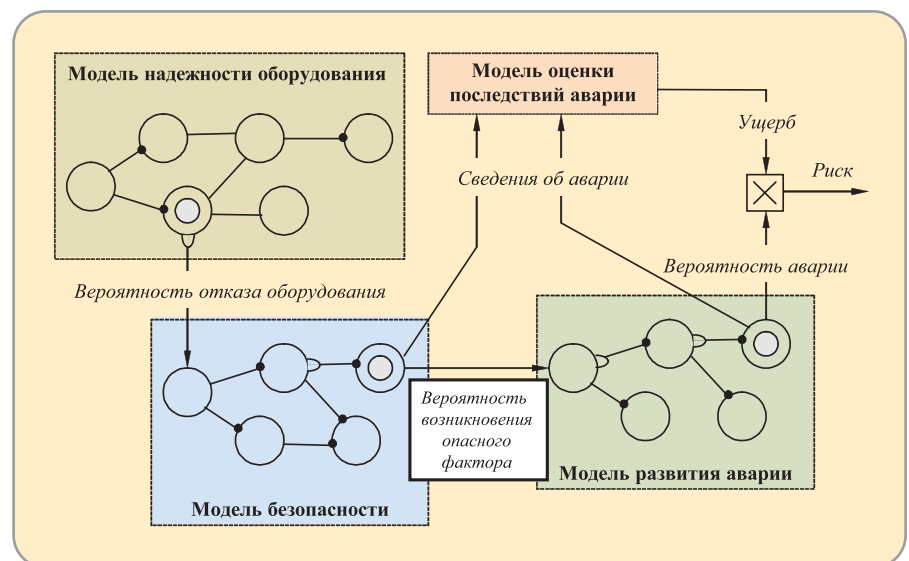 Модель надежности оборудования
Модель оценки
последствий аварии
Ущерб
Риск
Сведения об аварии
Вероятность аварии
Вероятность отказа оборудования
Вероятность
возникновения
опасного
фактора
Модель развития аварии
Модель безопасности